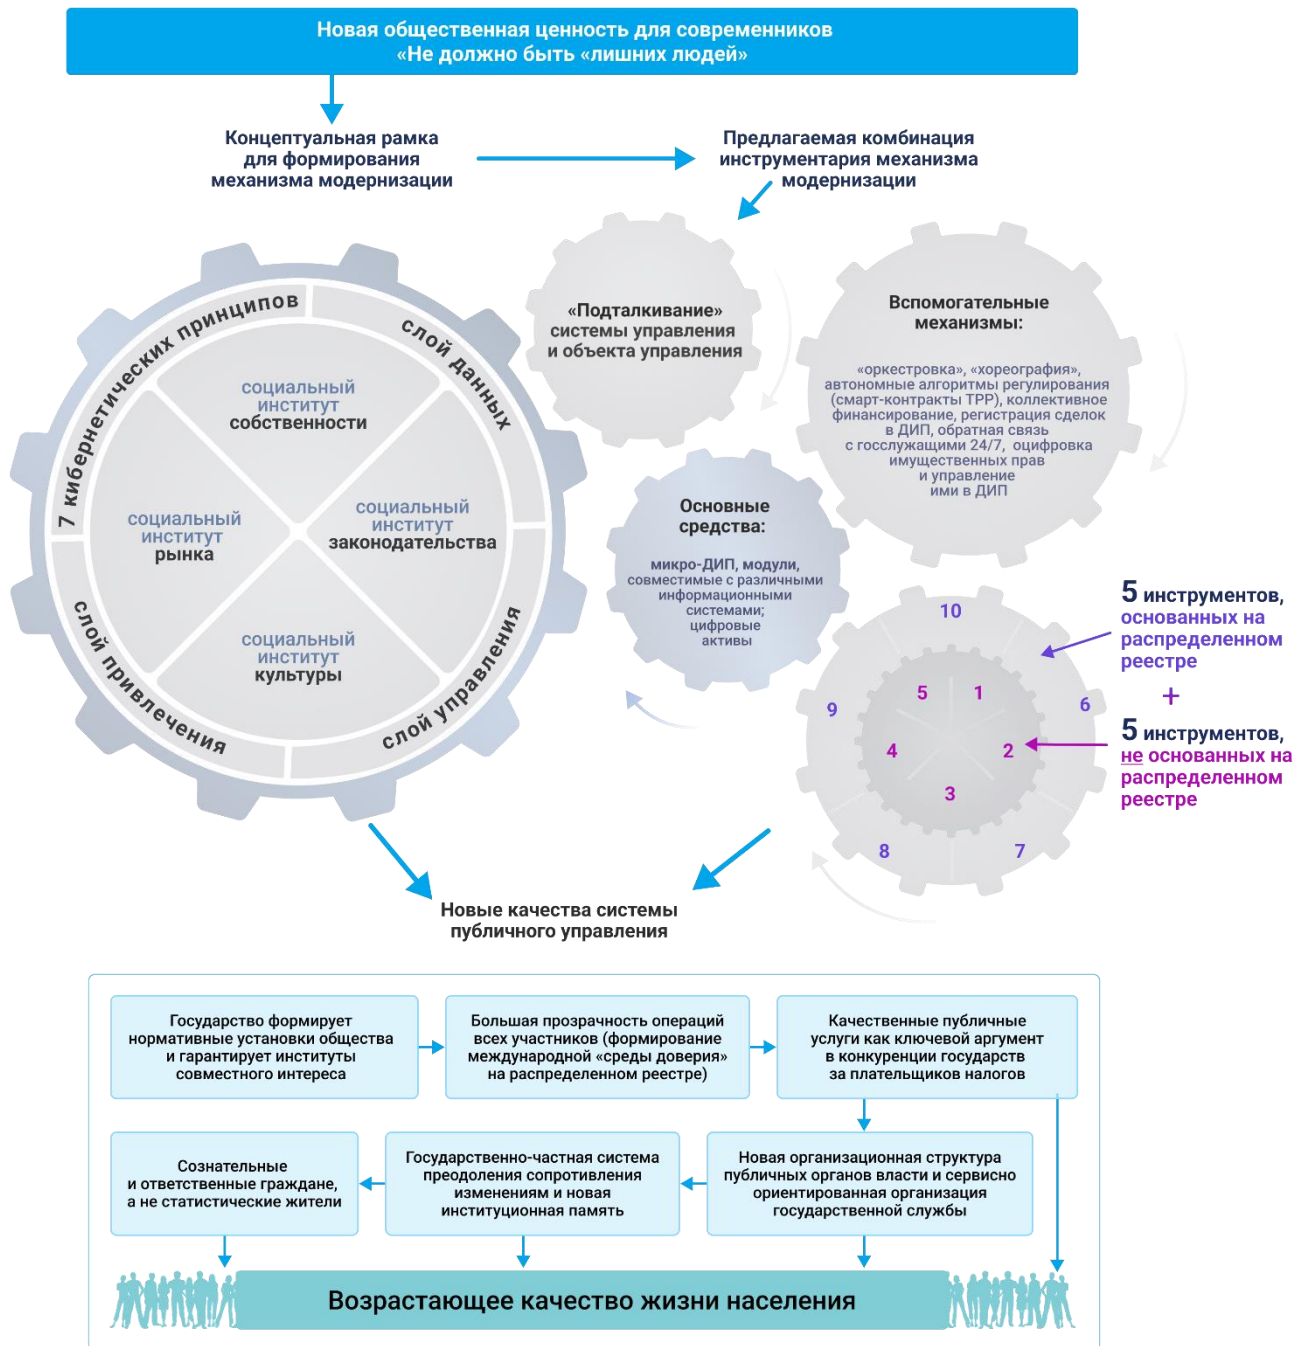 Новая общественная ценность для современников
«Не должно быть «лишних людей»
Концептуальная рамка
для формирования
механизма модернизации
Предлагаемая комбинация
инструментария механизма
модернизации
7 кибернетических принципов
слой данных
слой управления
слой привлечения
социальный
институт
собственности
социальный
институт
рынка
социальный
институт
законодательства
социальный
институт
культуры
«Подталкивание»
системы управления
и объекта управления
Вспомогательные
механизмы:
«оркестровка», «хореография»,
автономные алгоритмы регулирования
(смарт-контракты ТРР), коллективное
финансирование, регистрация сделок
в ДИП, обратная связь
с госслужащими 24/7, оцифровка
имущественных прав
и управление
ими в ДИП
Основные
средства:
микро-ДИП, модули,
совместимые с различными
информационными
системами;
цифровые
активы
10
6
7
8
9
5
1
4
2
3
5 инструментов,
основанных на
распределенном
реестре
+
5 инструментов,
не основанных на
распределенном
реестре
Новые качества системы
публичного управления
Государство формирует
нормативные установки общества
и гарантирует институты
совместного интереса
Большая прозрачность операций
всех участников (формирование
международной «среды доверия»
на распределенном реестре)
Качественные публичные
услуги как ключевой аргумент
в конкуренции государств
за плательщиков налогов
Сознательные
и ответственные граждане,
а не статистические жители
Государственно-частная система
преодоления сопротивления
изменениям и новая
институционная память
Новая организационная структура
публичных органов власти и сервисно
ориентированная организация
государственной службы
Возрастающее качество жизни населения